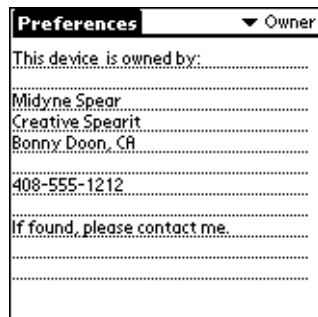 Preferences
Owner
This device is owned by:
Midyne Spear
Creative Spearit
Bonny Doon, CA
408-555-1212
If found, please contact me.